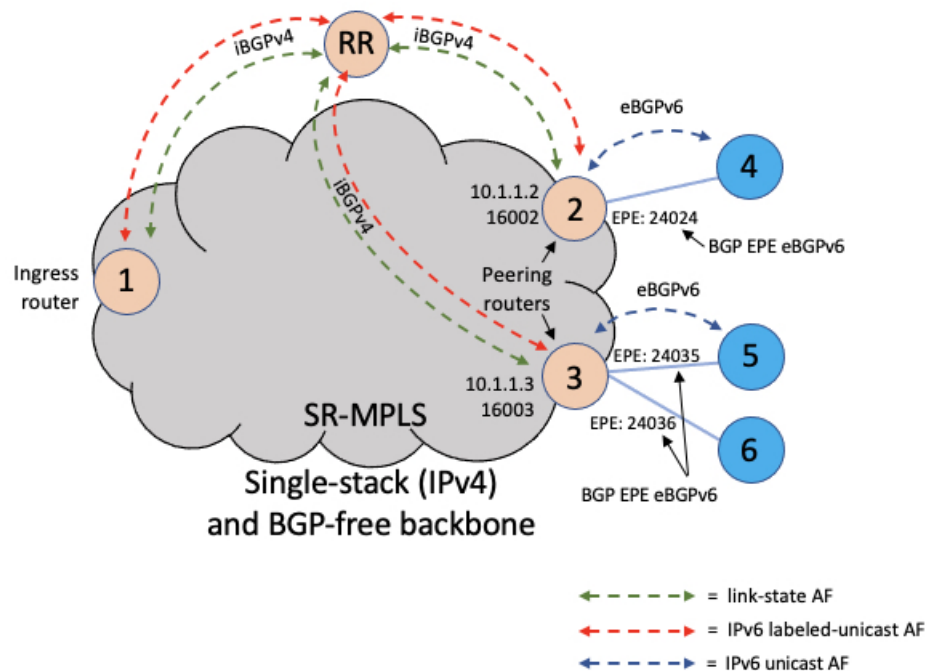 iBGPv4
RR
iBGPv4
eBGPv6
4
10.1.1.2
16002
2
EPE: 24024
BGP EPE eBGPv6
iBGPv4
Ingress
router
1
Peering
routers
eBGPv6
5
EPE: 24035
10.1.1.3
16003
3
EPE: 24036
6
SR-MPLS
BGP EPE eBGPv6
Single-stack (IPv4)
and BGP-free backbone
= link-state AF
= IPv6 labeled-unicast AF
= IPv6 unicast AF